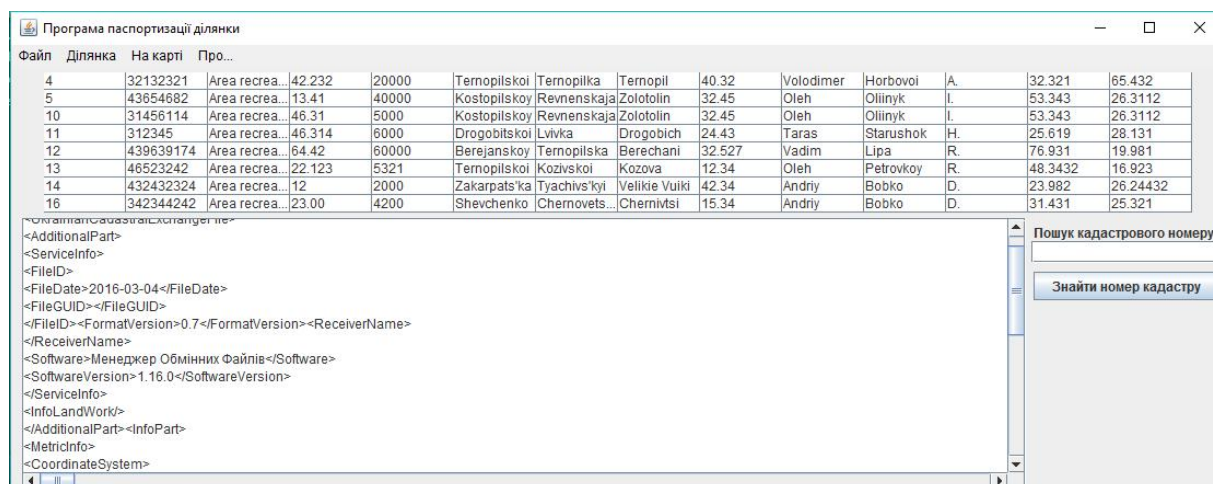 Програма паспортизації ділянки
Файл Ділянка На карті Про...
4 32132321 Area recrea... 42.232 20000 Ternopilskoi Ternopilka Ternopil 40.32 Volodimer Horbovoi A. 32.321 65.432
5 43654682 Area recrea... 13.41 40000 Kostopilskoy Revnenskaja Zolotolin 32.45 Oleh Oliinyk I. 53.343 26.3112
10 31456114 Area recrea... 46.31 5000 Kostopilskoy Revnenskaja Zolotolin 32.45 Oleh Oliinyk I. 53.343 26.3112
11 312345 Area recrea... 46.314 6000 Drogobitskoi Lvivka Drogobich 24.43 Taras Starushok H. 25.619 28.131
12 439639174 Area recrea... 64.42 60000 Berejanskoy Ternopilska Berechani 32.527 Vadim Lipa R. 76.931 19.981
13 46523242 Area recrea... 22.123 5321 Ternopilskoi Kozivskoi Kozova 12.34 Oleh Petrovkoy R. 48.3432 16.923
14 432432324 Area recrea... 12 2000 Zakarpats'ka Tyachivs'kyi Velikie Vuiki 42.34 Andriy Bobko D. 23.982 26.24432
16 342344242 Area recrea... 23.00 4200 Shevchenko Chernovets... Chernivtsi 15.34 Andriy Bobko D. 31.431 25.321
<UkrainianCadastralExchangeFile>
<AdditionalPart>
<ServiceInfo>
<FileID>
<FileDate>2016-03-04</FileDate>
<FileGUID></FileGUID>
</FileID><FormatVersion>0.7</FormatVersion><ReceiverName>
</ReceiverName>
<Software>Менеджер Обмінних Файлів</Software>
<SoftwareVersion>1.16.0</SoftwareVersion>
</ServiceInfo>
<InfoLandWork/>
</AdditionalPart><InfoPart>
<MetricInfo>
<CoordinateSystem>
Пошук кадастрового номеру
Знайти номер кадастру